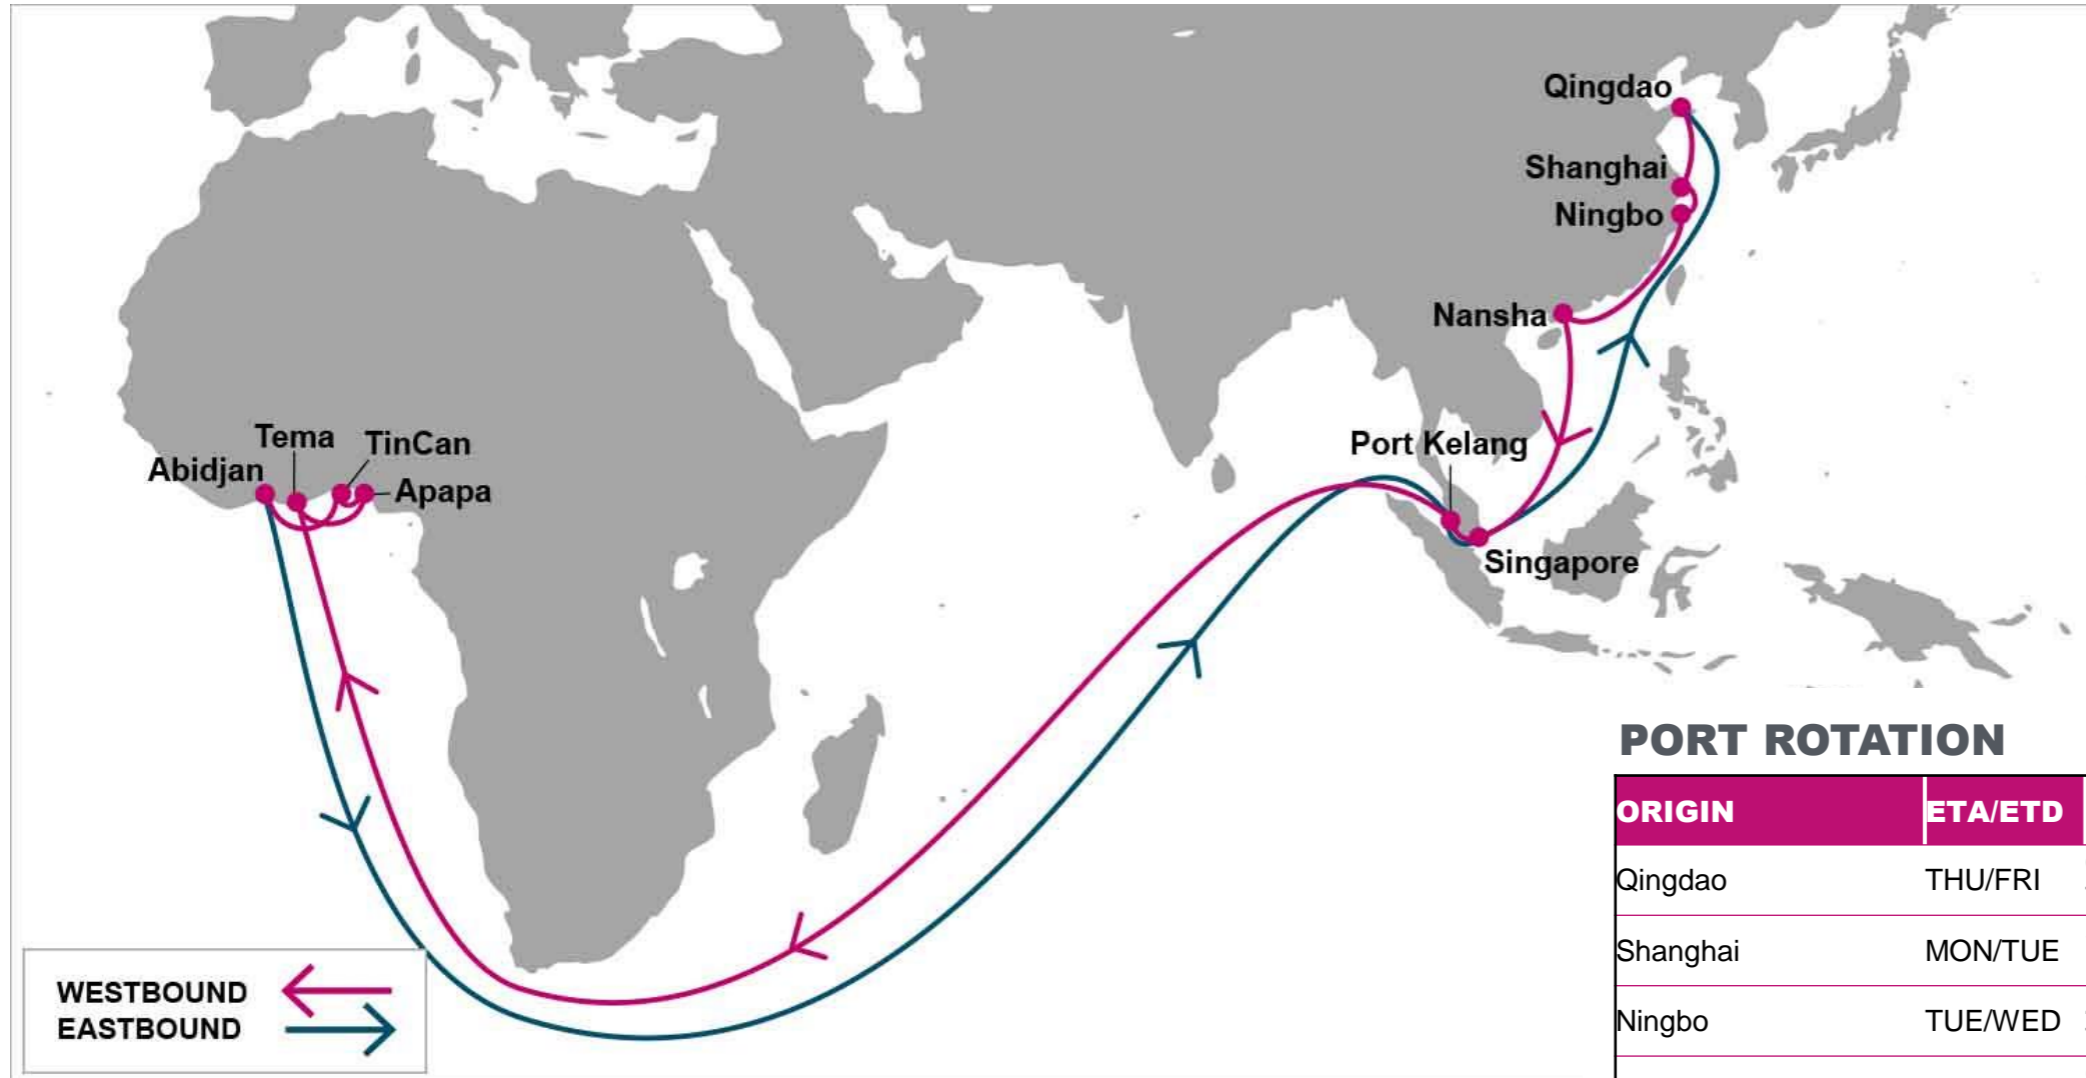 Qingdao
Shanghai
Ningbo
Nansha
Port Kelang
Singapore
Tema
TinCan
Abidjan
Apapa
WESTBOUND
EASTBOUND
PORT ROTATION
ORIGIN ETA/ETD
Qingdao THU/FRI
Shanghai MON/TUE
Ningbo TUE/WED